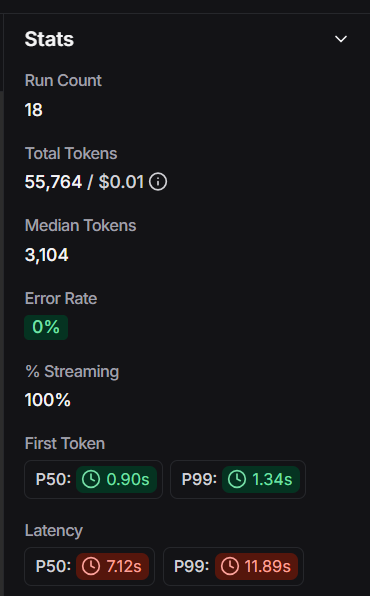 Stats
Run Count
18
Total Tokens
55,764 / $0.01
Median Tokens
3,104
Error Rate
0%
% Streaming
100%
First Token
P50: 0.90s P99: 1.34s
Latency
P50: 7.12s P99: 11.89s